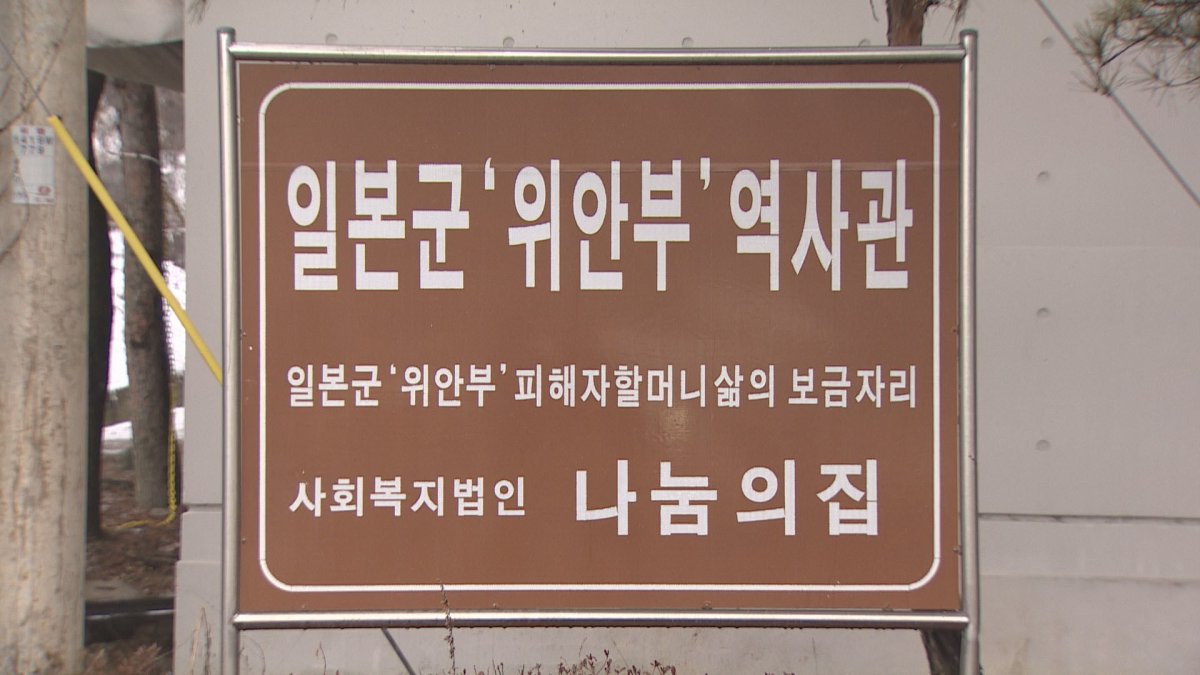 일본군 ‘위안부’ 역사관
일본군 ‘위안부’ 피해자할머니삶의 보금자리
사회복지법인 나눔의집